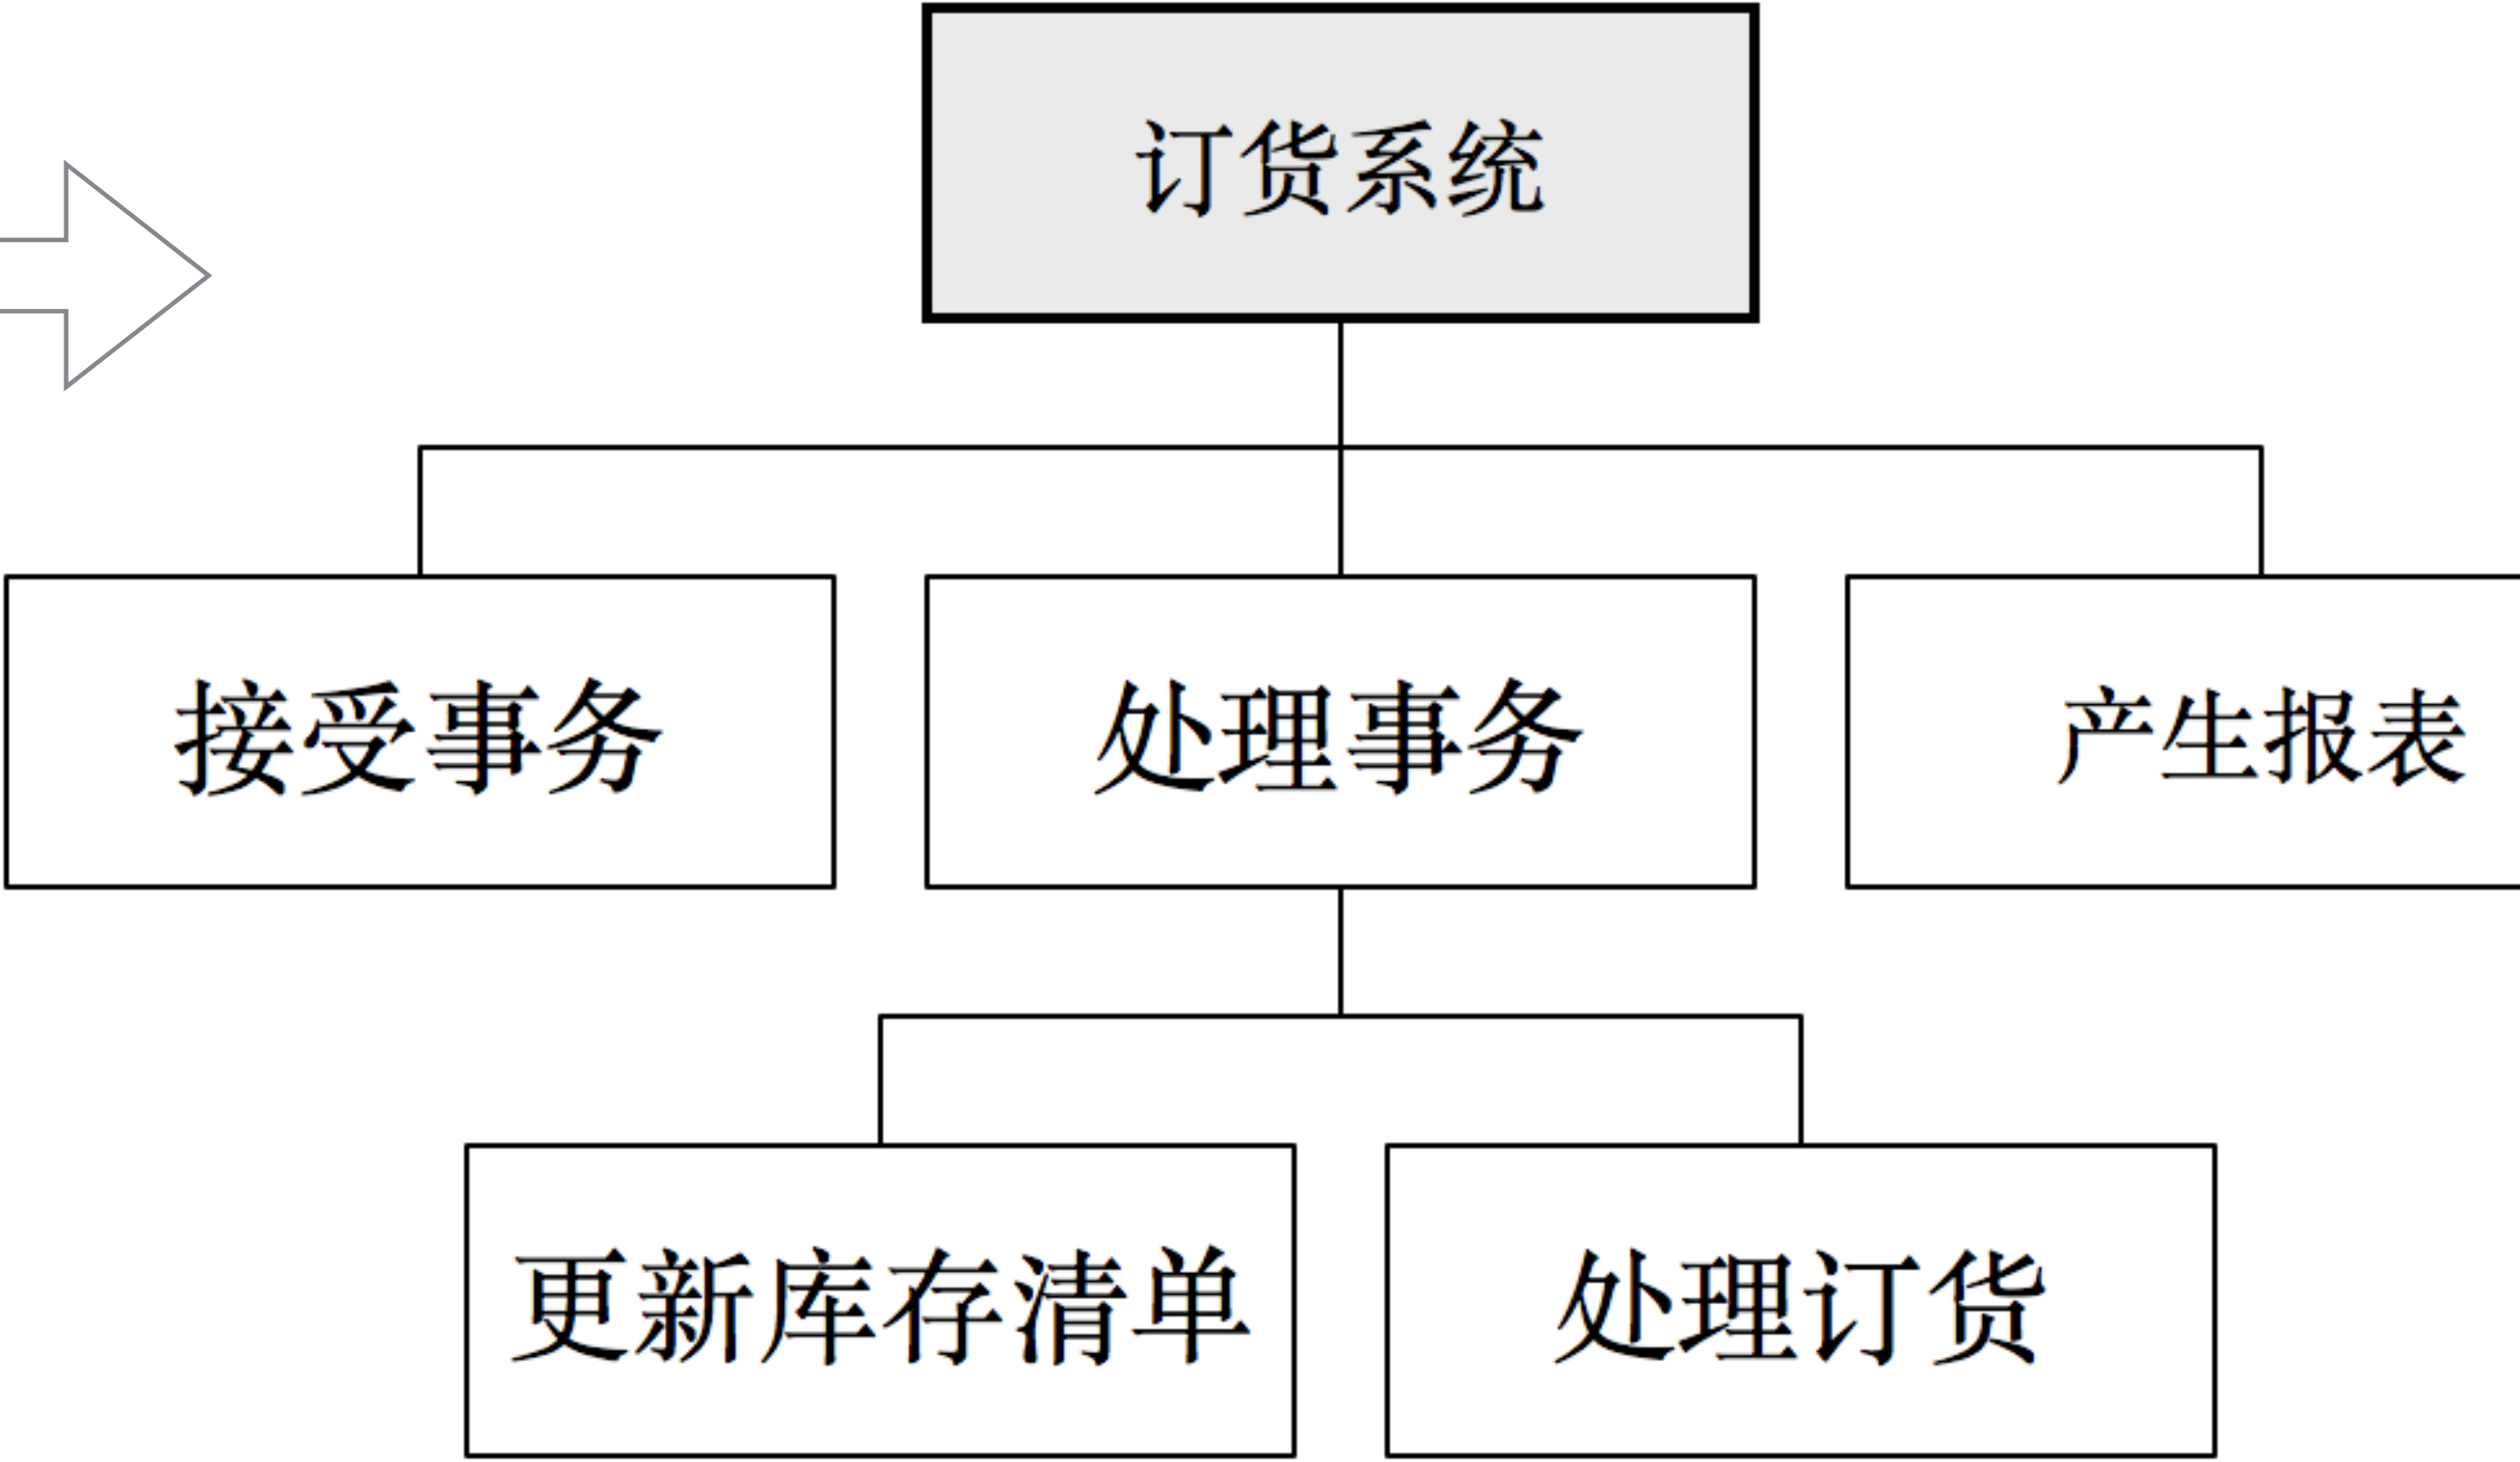 订货系统
接受事务
处理事务
产生报表
更新库存清单
处理订货